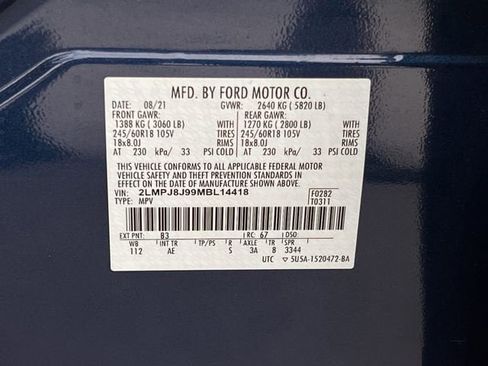 MFD. BY FORD MOTOR CO.
DATE: 08/21 GVWR: 2640 KG ( 5820 LB)
FRONT GAWR: REAR GAWR:
1388 KG ( 3060 LB) WITH 1270 KG ( 2800 LB) WITH
245/60R18 105V TIRES 245/60R18 105V TIRES
18x8.0J RIMS 18x8.0J RIMS
AT 230 kPa/ 33 PSI COLD AT 230 kPa/ 33 PSI COLD
THIS VEHICLE CONFORMS TO ALL APPLICABLE FEDERAL MOTOR
VEHICLE SAFETY AND THEFT PREVENTION STANDARDS IN EFFECT
ON THE DATE OF MANUFACTURE SHOWN ABOVE.
VIN: 2LMPJ8J99MBL14418 F0282
TYPE: MPV T0311
EXT PNT: B3 RC: 67 DSO:
WB INT TR TP/PS R AXLE TR SPR
112 AE S 3A 8 3344
UTC ▽ 5U5A-1520472-BA